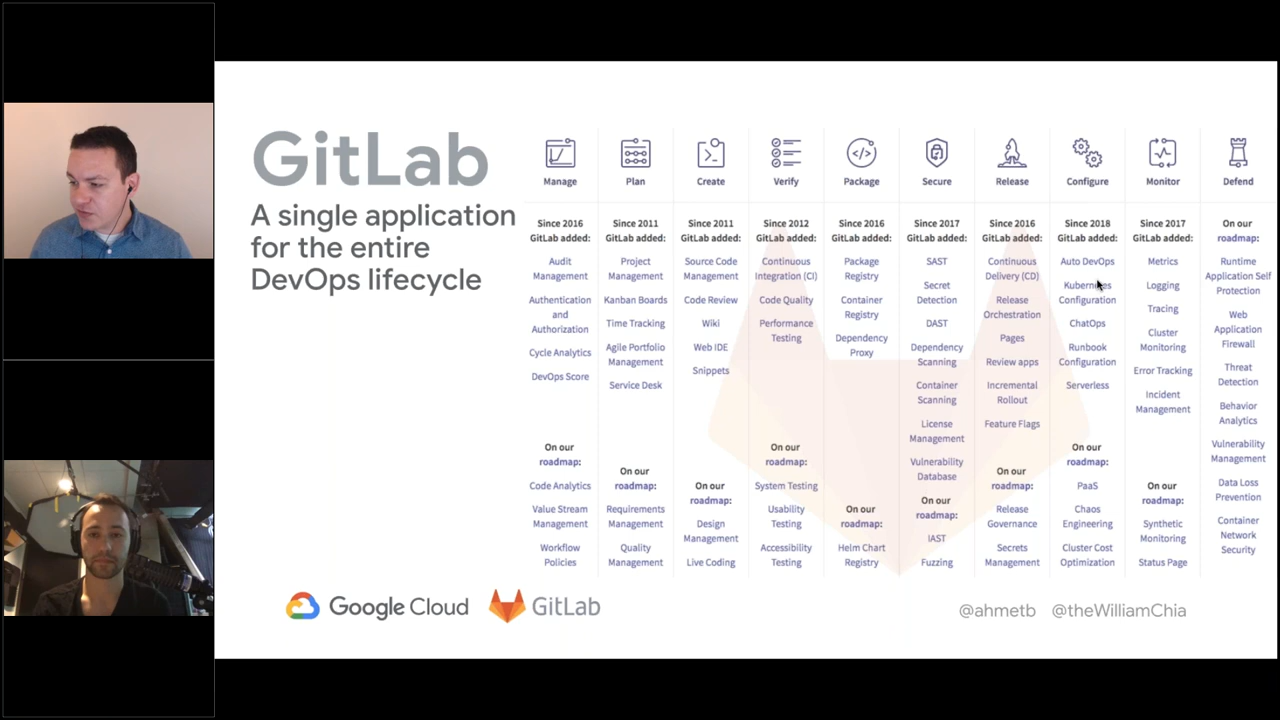 GitLab
A single application
for the entire
DevOps lifecycle
Manage
Since 2016
GitLab added:
Audit
Management
Authentication
and
Authorization
Cycle Analytics
DevOps Score
On our
roadmap:
Code Analytics
Value Stream
Management
Workflow
Policies
Plan
Since 2011
GitLab added:
Project
Management
Kanban Boards
Time Tracking
Agile Portfolio
Management
Service Desk
On our
roadmap:
Requirements
Management
Quality
Management
Create
Since 2011
GitLab added:
Source Code
Management
Code Review
Wiki
Web IDE
Snippets
On our
roadmap:
Design
Management
Live Coding
Verify
Since 2012
GitLab added:
Continuous
Integration (CI)
Code Quality
Performance
Testing
On our
roadmap:
System Testing
Usability
Testing
Accessibility
Testing
Package
Since 2016
GitLab added:
Package
Registry
Container
Registry
Dependency
Proxy
On our
roadmap:
Helm Chart
Registry
Secure
Since 2017
GitLab added:
SAST
Secret
Detection
DAST
Dependency
Scanning
Container
Scanning
License
Management
Vulnerability
Database
On our
roadmap:
IAST
Fuzzing
Release
Since 2016
GitLab added:
Continuous
Delivery (CD)
Release
Orchestration
Pages
Review apps
Incremental
Rollout
Feature Flags
On our
roadmap:
Release
Governance
Secrets
Management
Configure
Since 2018
GitLab added:
Auto DevOps
Kubernetes
Configuration
ChatOps
Runbook
Configuration
Serverless
On our
roadmap:
PaaS
Chaos
Engineering
Cluster Cost
Optimization
Monitor
Since 2017
GitLab added:
Metrics
Logging
Tracing
Cluster
Monitoring
Error Tracking
Incident
Management
On our
roadmap:
Synthetic
Monitoring
Status Page
Defend
On our
roadmap:
Runtime
Application Self
Protection
Web
Application
Firewall
Threat
Detection
Behavior
Analytics
Vulnerability
Management
Data Loss
Prevention
Container
Network
Security
Google Cloud
GitLab
@ahmetb @theWilliamChia